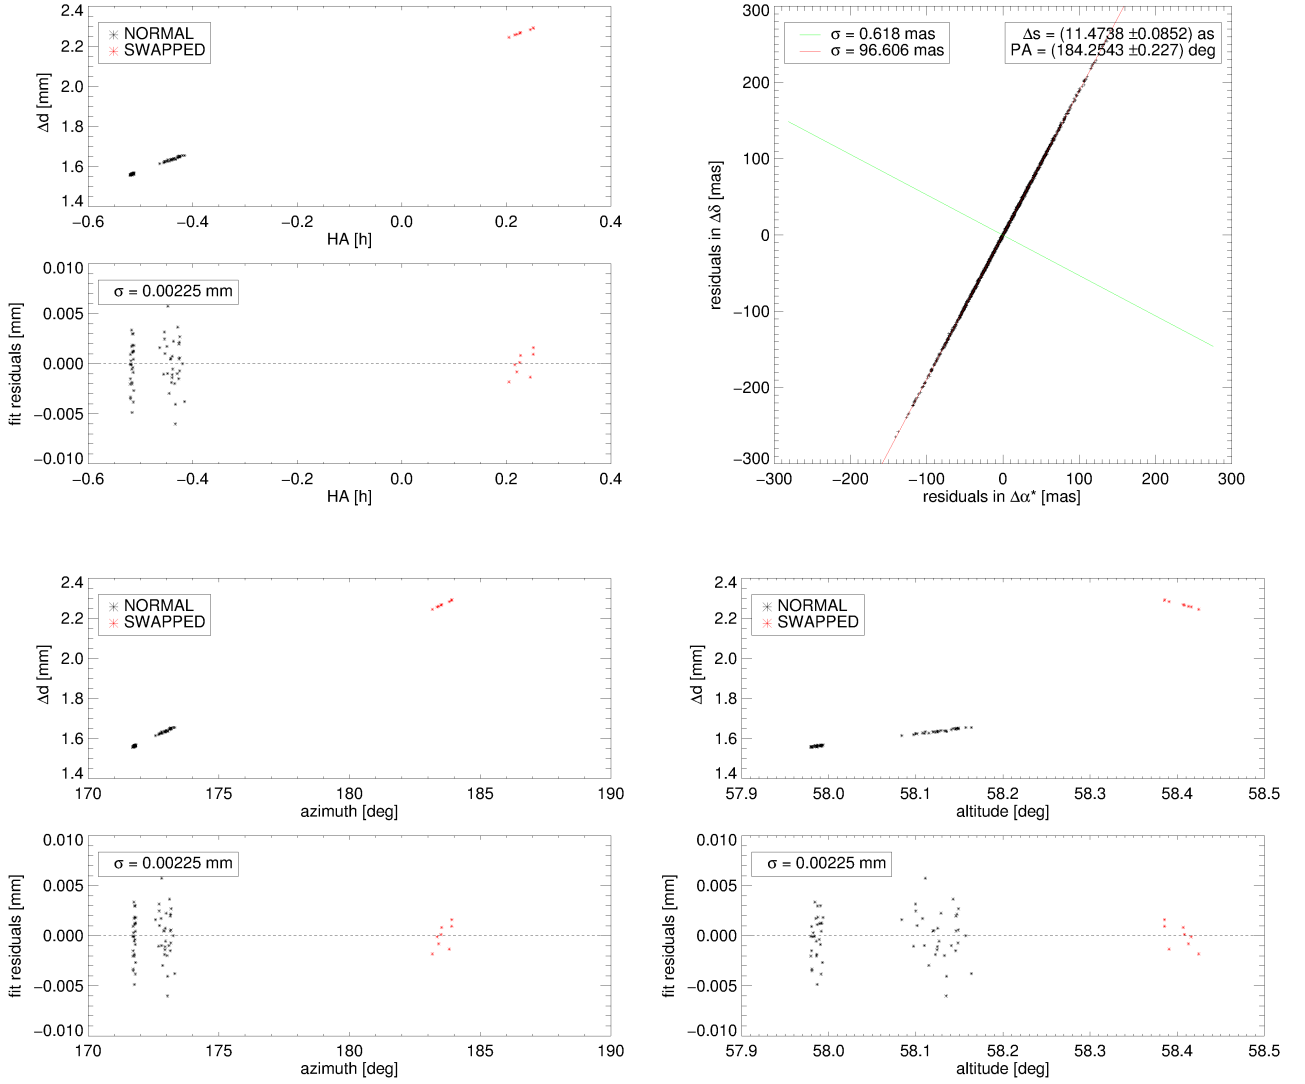 NORMAL
SWAPPED
Δd [mm]
2.4
2.2
2.0
1.8
1.6
1.4
−0.6 −0.4 −0.2 0.0 0.2 0.4
HA [h]
σ = 0.00225 mm
fit residuals [mm]
0.010
0.005
0.000
−0.005
−0.010
−0.6 −0.4 −0.2 0.0 0.2 0.4
HA [h]
σ = 0.618 mas
σ = 96.606 mas
Δs = (11.4738 ±0.0852) as
PA = (184.2543 ±0.227) deg
residuals in Δδ [mas]
300
200
100
0
−100
−200
−300
−300 −200 −100 0 100 200 300
residuals in Δα* [mas]
NORMAL
SWAPPED
Δd [mm]
2.4
2.2
2.0
1.8
1.6
1.4
170 175 180 185 190
azimuth [deg]
NORMAL
SWAPPED
Δd [mm]
2.4
2.2
2.0
1.8
1.6
1.4
57.9 58.0 58.1 58.2 58.3 58.4 58.5
altitude [deg]
σ = 0.00225 mm
fit residuals [mm]
0.010
0.005
0.000
−0.005
−0.010
170 175 180 185 190
azimuth [deg]
σ = 0.00225 mm
fit residuals [mm]
0.010
0.005
0.000
−0.005
−0.010
57.9 58.0 58.1 58.2 58.3 58.4 58.5
altitude [deg]